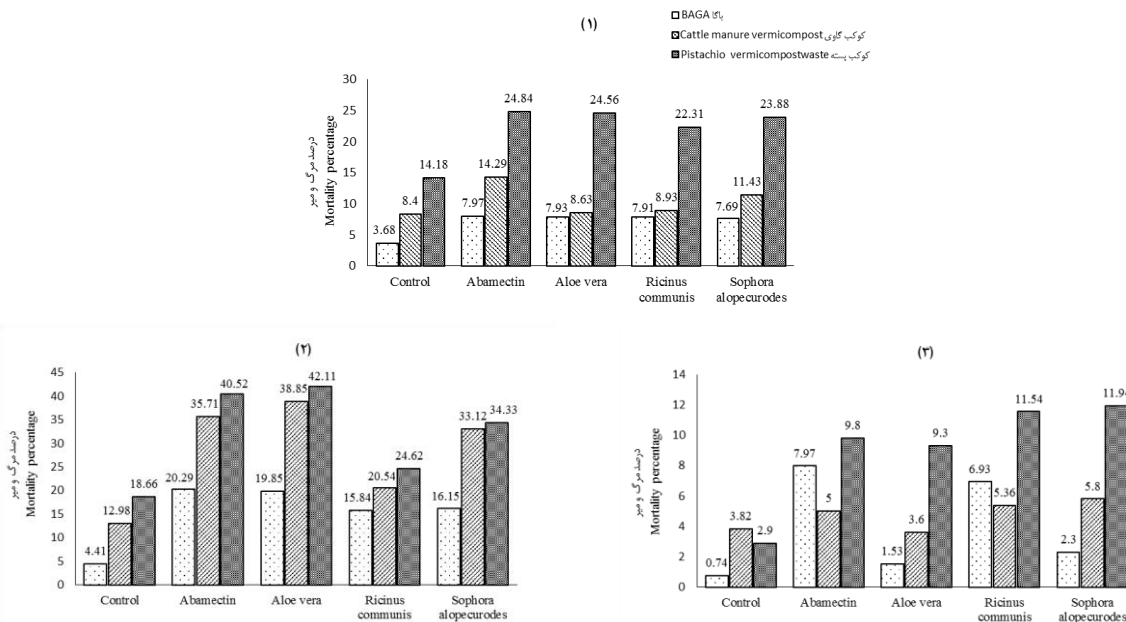 (۱)
BAGA باگا
Cattle manure vermicompost کوکب گاوی
Pistachio vermicompostwaste کوکب پسته
درصد مرگ و میر
Mortality percentage
30
25
20
15
10
5
0
3.68 8.4 14.18 7.97 14.29 24.84 7.93 8.63 24.56 7.91 8.93 22.31 7.69 11.43 23.88
Control Abamectin Aloe vera Ricinus Sophora
communis alopecurodes
(۲)
درصد مرگ و میر
Mortality percentage
45
40
35
30
25
20
15
10
5
0
4.41 12.98 18.66 20.29 35.71 40.52 19.85 38.85 42.11 15.84 20.54 24.62 16.15 33.12 34.33
Control Abamectin Aloe vera Ricinus Sophora
communis alopecurodes
(۳)
درصد مرگ و میر
Mortality percentage
14
12
10
8
6
4
2
0
0.74 3.82 2.9 7.97 5 9.8 1.53 3.6 9.3 6.93 5.36 11.54 2.3 5.8 11.94
Control Abamectin Aloe vera Ricinus Sophora
communis alopecurodes